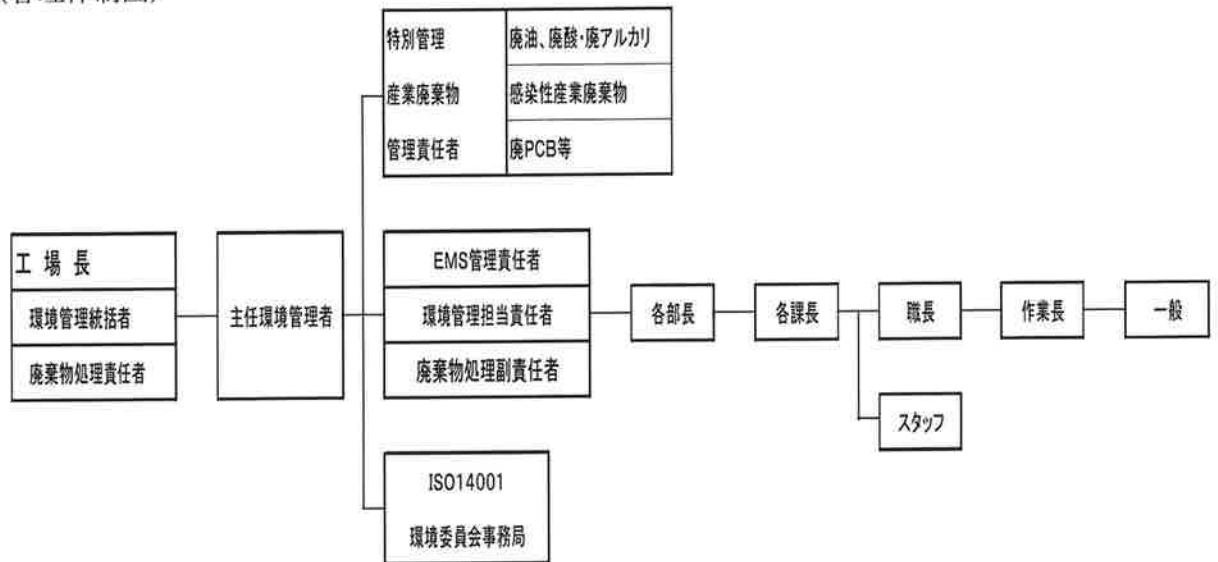 特別管理
産業廃棄物
管理責任者
廃油、廃酸・廃アルカリ
感染性産業廃棄物
廃PCB等
工 場 長
環境管理統括者
廃棄物処理責任者
主任環境管理者
EMS管理責任者
環境管理担当責任者
廃棄物処理副責任者
各部長
各課長
職長
作業長
一般
スタッフ
ISO14001
環境委員会事務局